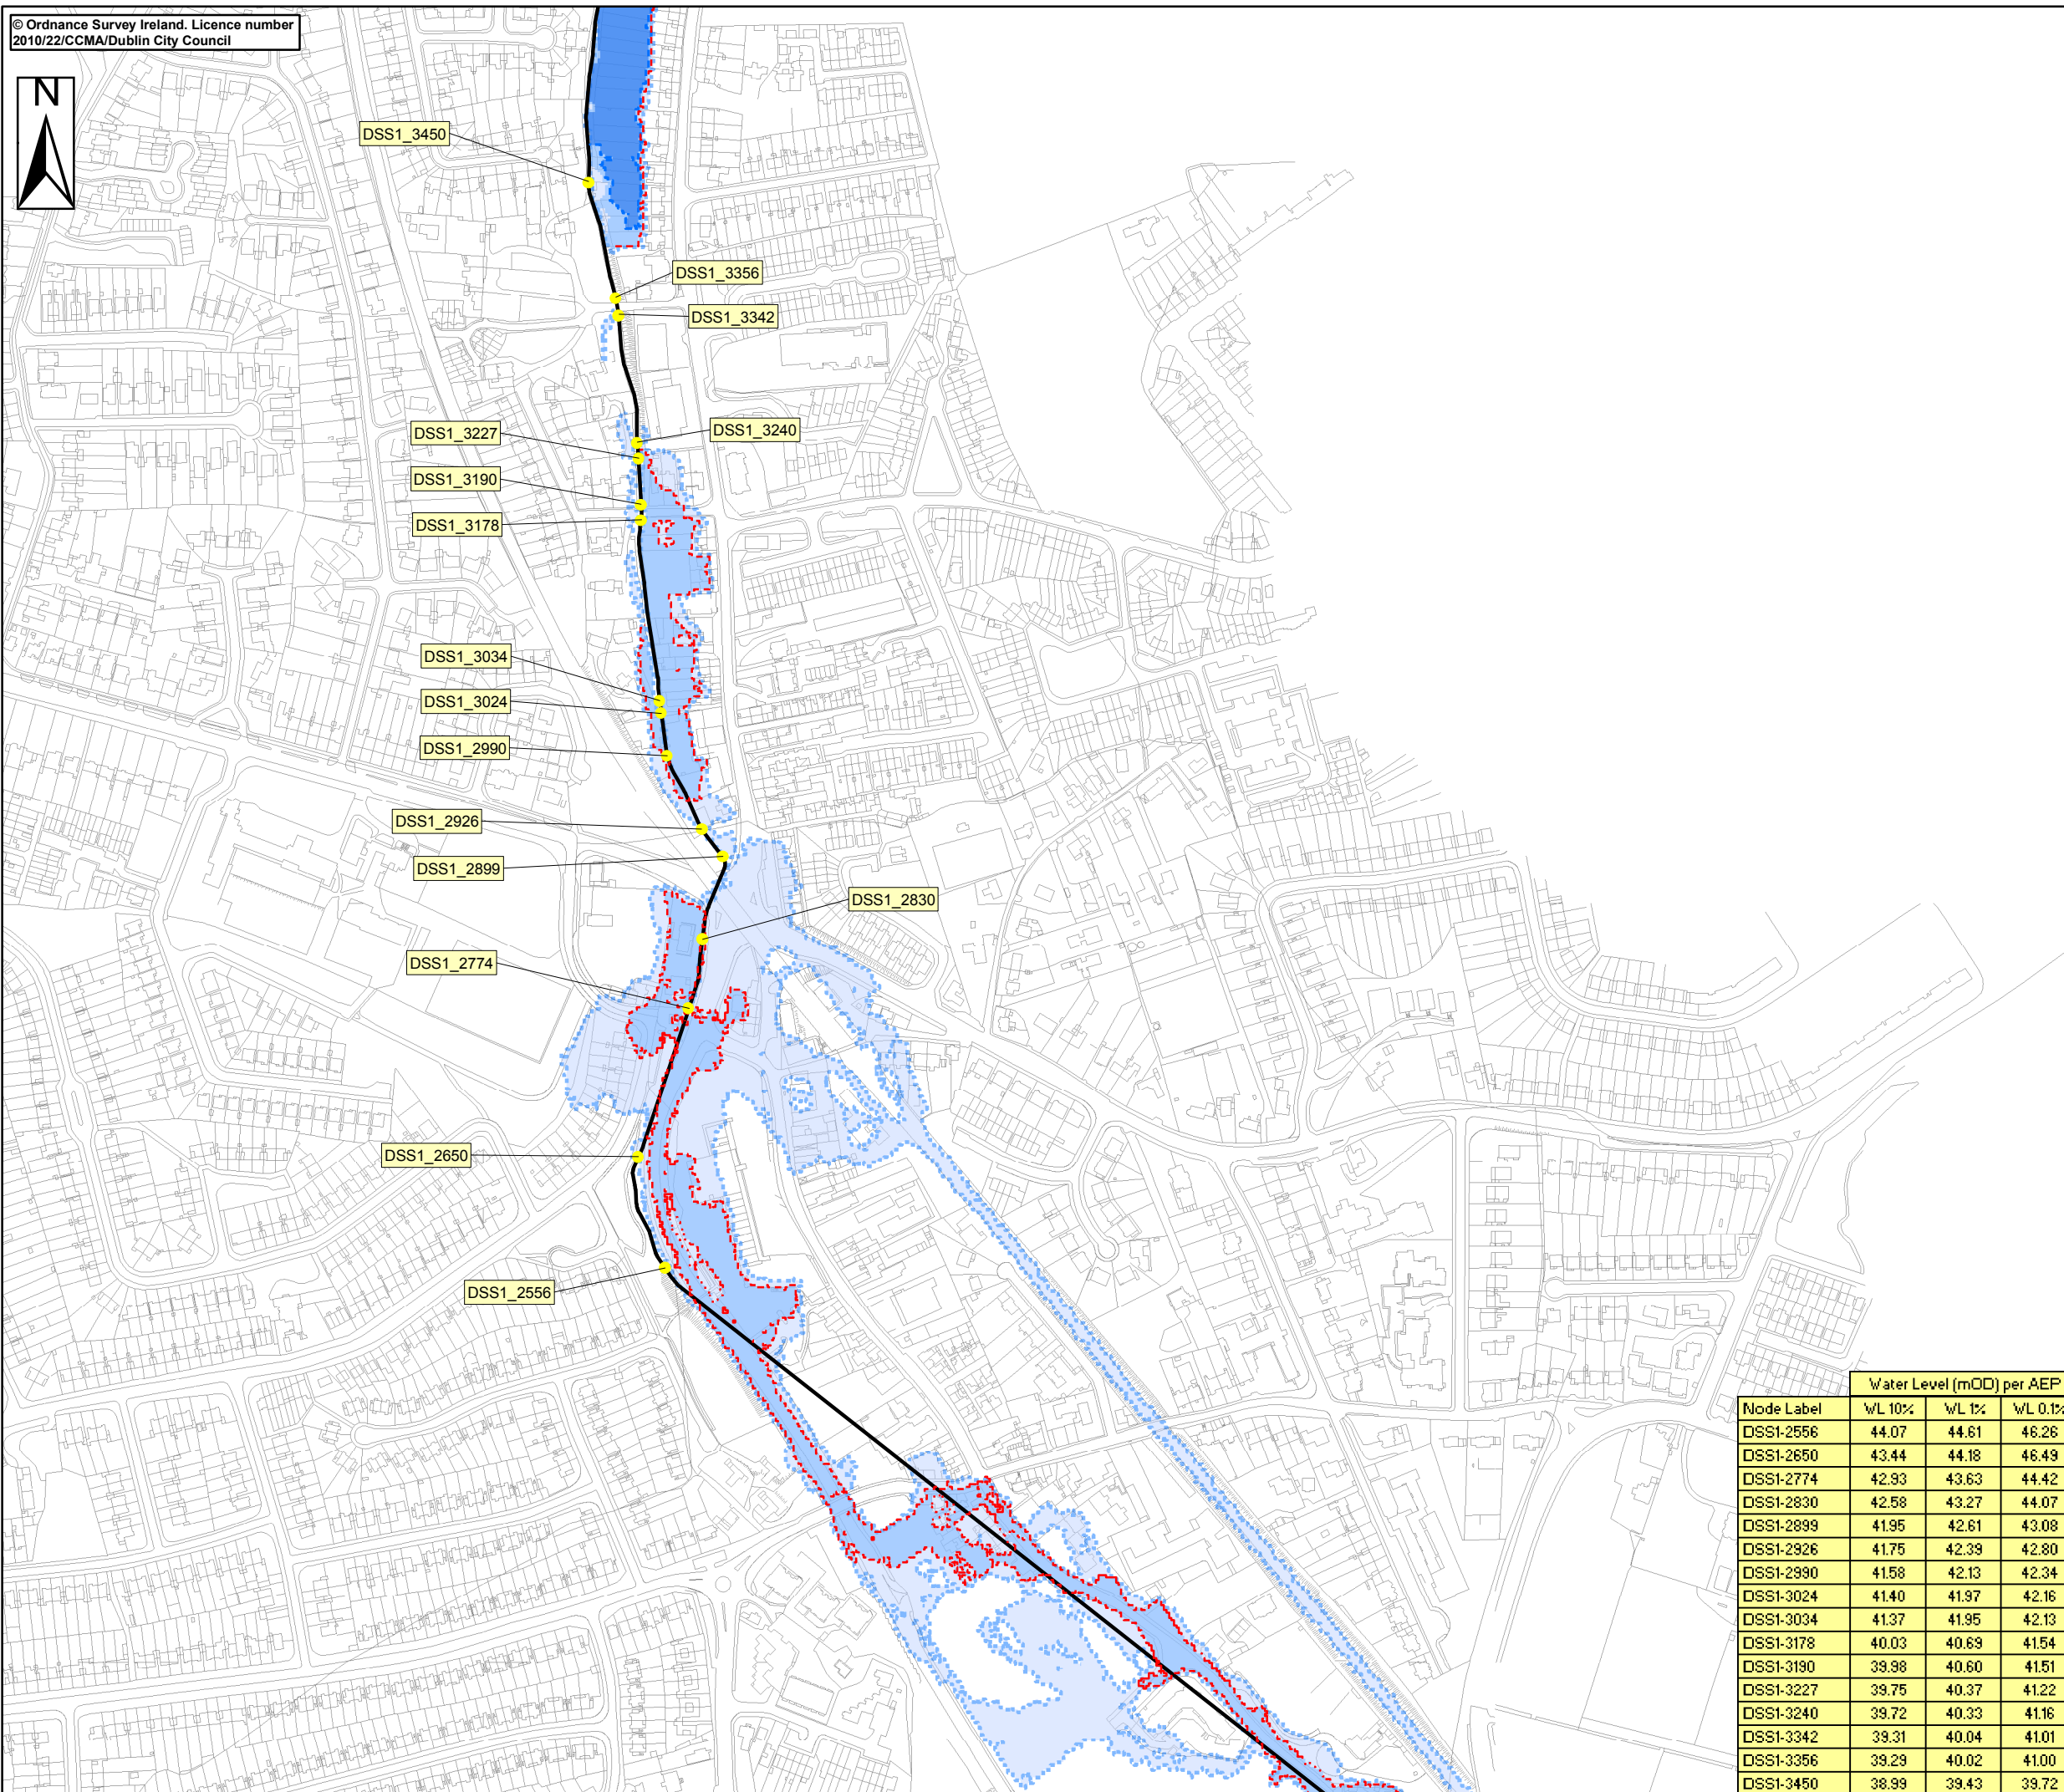 © Ordnance Survey Ireland. Licence number
2010/22/CCMA/Dublin City Council
N
DSS1_3450
DSS1_3356
DSS1_3342
DSS1_3240
DSS1_3227
DSS1_3190
DSS1_3178
DSS1_3034
DSS1_3024
DSS1_2990
DSS1_2926
DSS1_2899
DSS1_2830
DSS1_2774
DSS1_2650
DSS1_2556
Water Level (mOD) per AEP
Node Label WL 10% WL 1% WL 0.1%
DSS1-2556 44.07 44.61 46.26
DSS1-2650 43.44 44.18 46.49
DSS1-2774 42.93 43.63 44.42
DSS1-2830 42.58 43.27 44.07
DSS1-2899 41.95 42.61 43.08
DSS1-2926 41.75 42.39 42.80
DSS1-2990 41.58 42.13 42.34
DSS1-3024 41.40 41.97 42.16
DSS1-3034 41.37 41.95 42.13
DSS1-3178 40.03 40.69 41.54
DSS1-3190 39.98 40.60 41.51
DSS1-3227 39.75 40.37 41.22
DSS1-3240 39.72 40.33 41.16
DSS1-3342 39.31 40.04 41.01
DSS1-3356 39.29 40.02 41.00
DSS1-3450 38.99 39.43 39.72